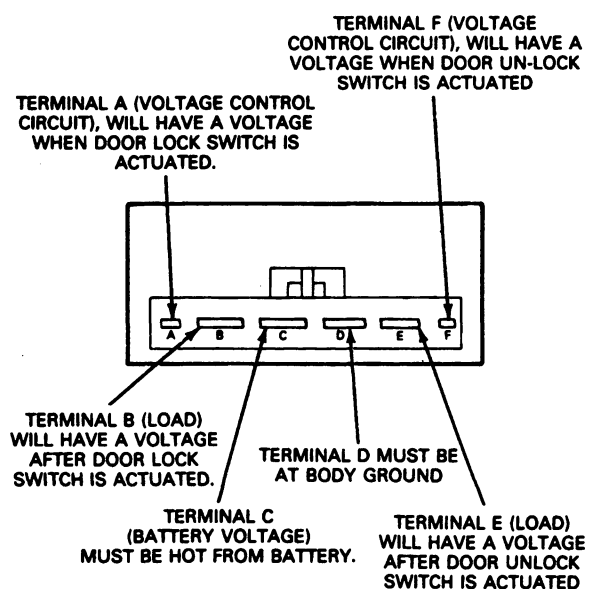 TERMINAL F (VOLTAGE
CONTROL CIRCUIT), WILL HAVE A
VOLTAGE WHEN DOOR UN-LOCK
SWITCH IS ACTUATED
TERMINAL A (VOLTAGE CONTROL
CIRCUIT), WILL HAVE A VOLTAGE
WHEN DOOR LOCK SWITCH IS
ACTUATED.
A B C D E F
TERMINAL B (LOAD)
WILL HAVE A VOLTAGE
AFTER DOOR LOCK
SWITCH IS ACTUATED.
TERMINAL D MUST BE
AT BODY GROUND
TERMINAL C
(BATTERY VOLTAGE)
MUST BE HOT FROM BATTERY.
TERMINAL E (LOAD)
WILL HAVE A VOLTAGE
AFTER DOOR UNLOCK
SWITCH IS ACTUATED